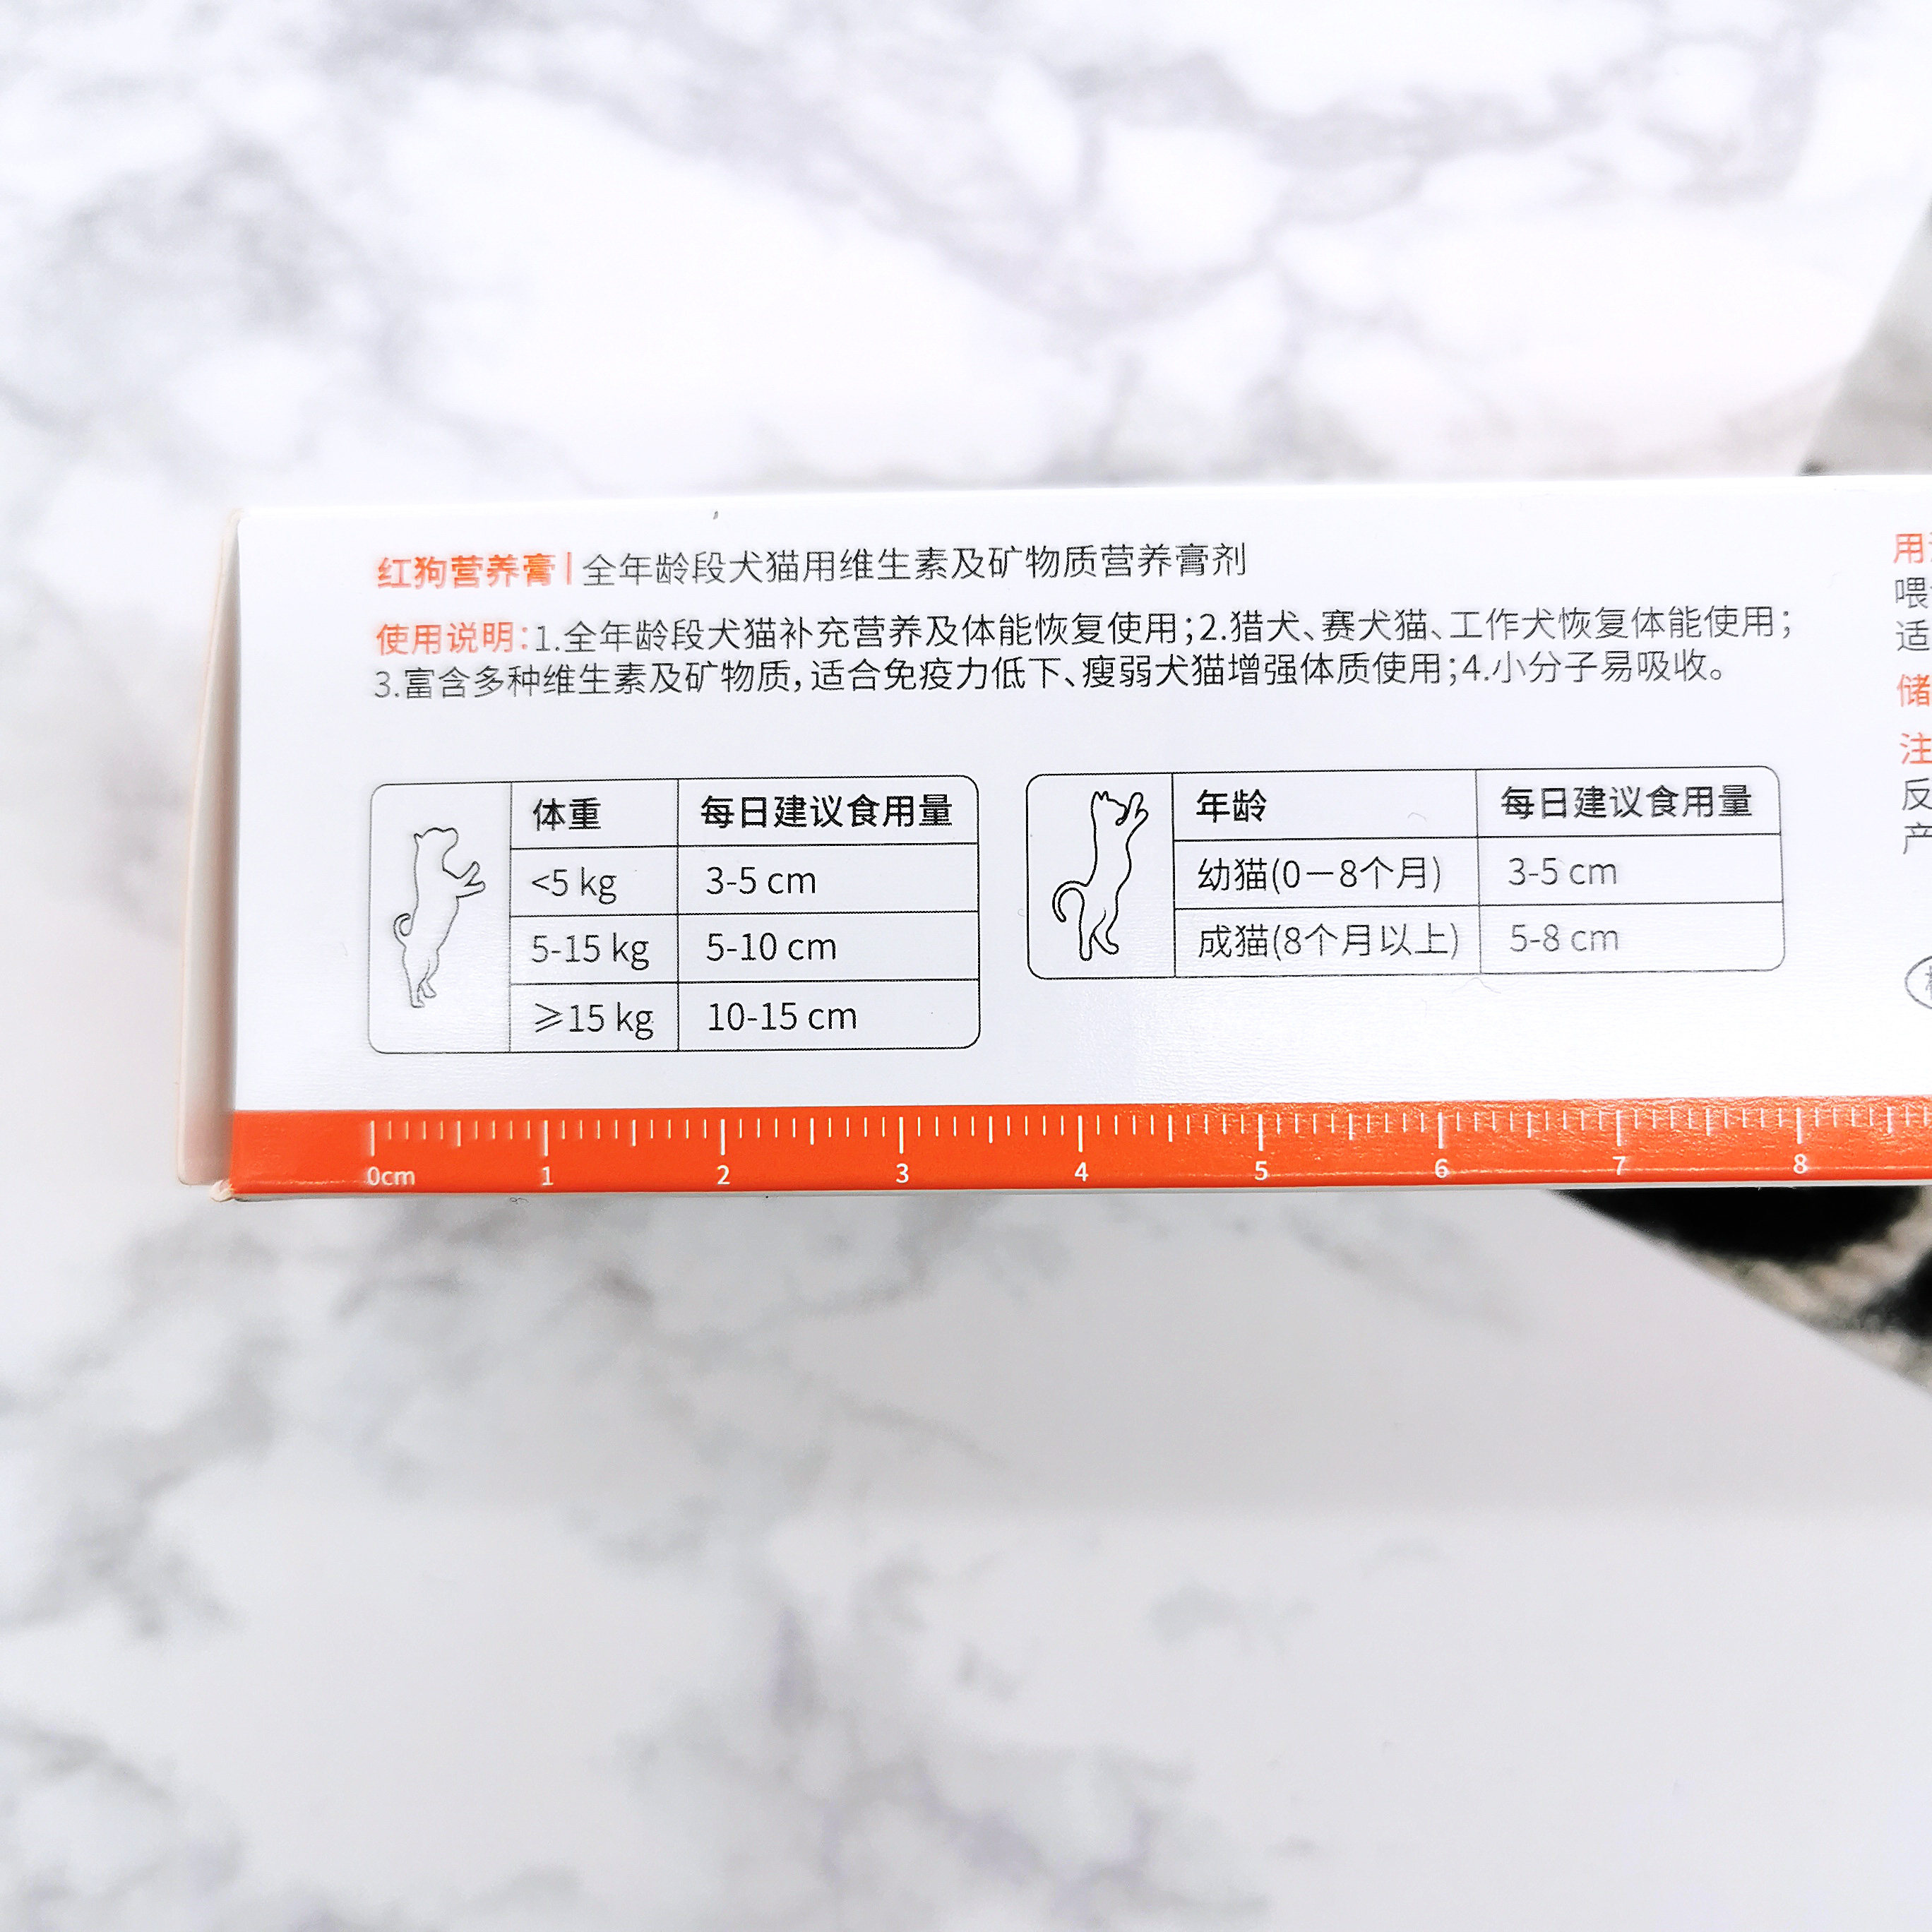 红狗营养膏|全年龄段犬猫用维生素及矿物质营养膏剂
使用说明:1.全年龄段犬猫补充营养及体能恢复使用;2.猎犬、赛犬猫、工作犬恢复体能使用;
3.富含多种维生素及矿物质,适合免疫力低下、瘦弱犬猫增强体质使用;4.小分子易吸收。
体重 每日建议食用量
<5 kg 3-5 cm
5-15 kg 5-10 cm
⩾15 kg 10-15 cm
年龄 每日建议食用量
幼猫(0－8个月) 3-5 cm
成猫(8个月以上) 5-8 cm
用
喂
适
储
注
反
产
0cm 1 2 3 4 5 6 7 8